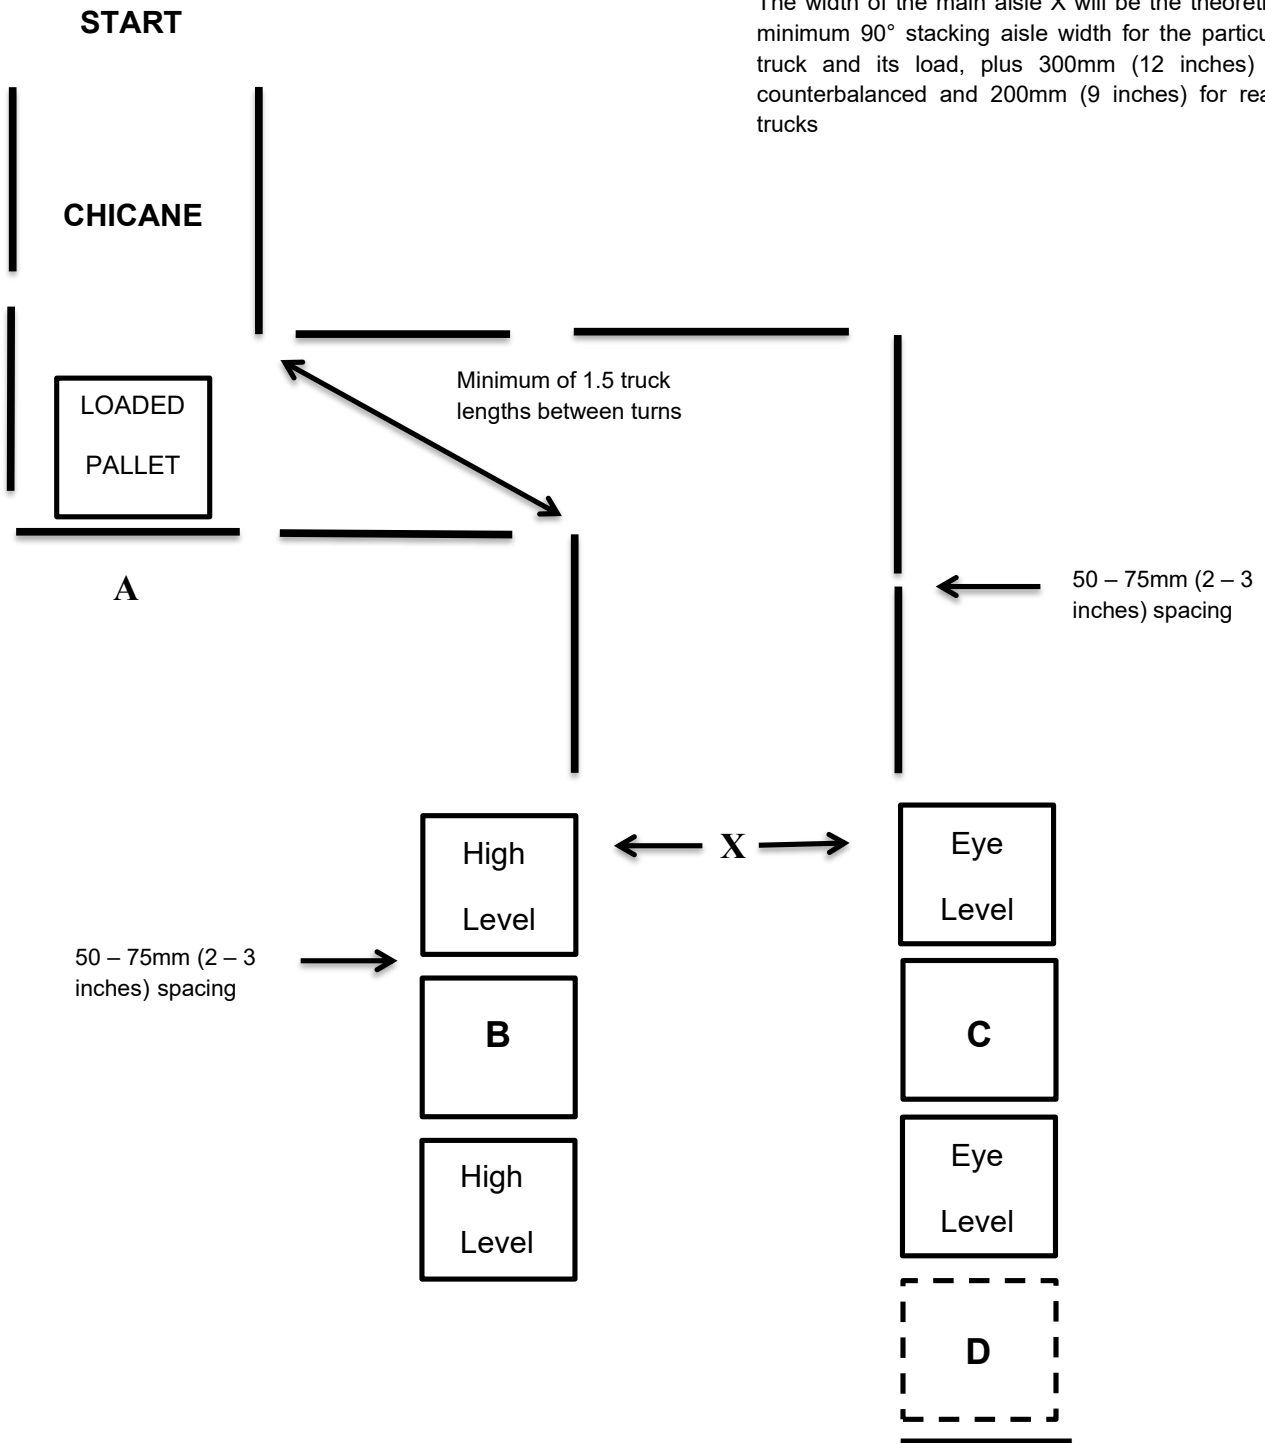 START
The width of the main aisle X will be the
minimum 90° stacking aisle width for the
truck and its load, plus 300mm (12 inches)
counterbalanced and 200mm (9 inches) for
trucks
CHICANE
LOADED
PALLET
Minimum of 1.5 truck
lengths between turns
A
50 – 75mm (2 – 3
inches) spacing
High
Level
X
Eye
Level
50 – 75mm (2 – 3
inches) spacing
B
C
High
Level
Eye
Level
D